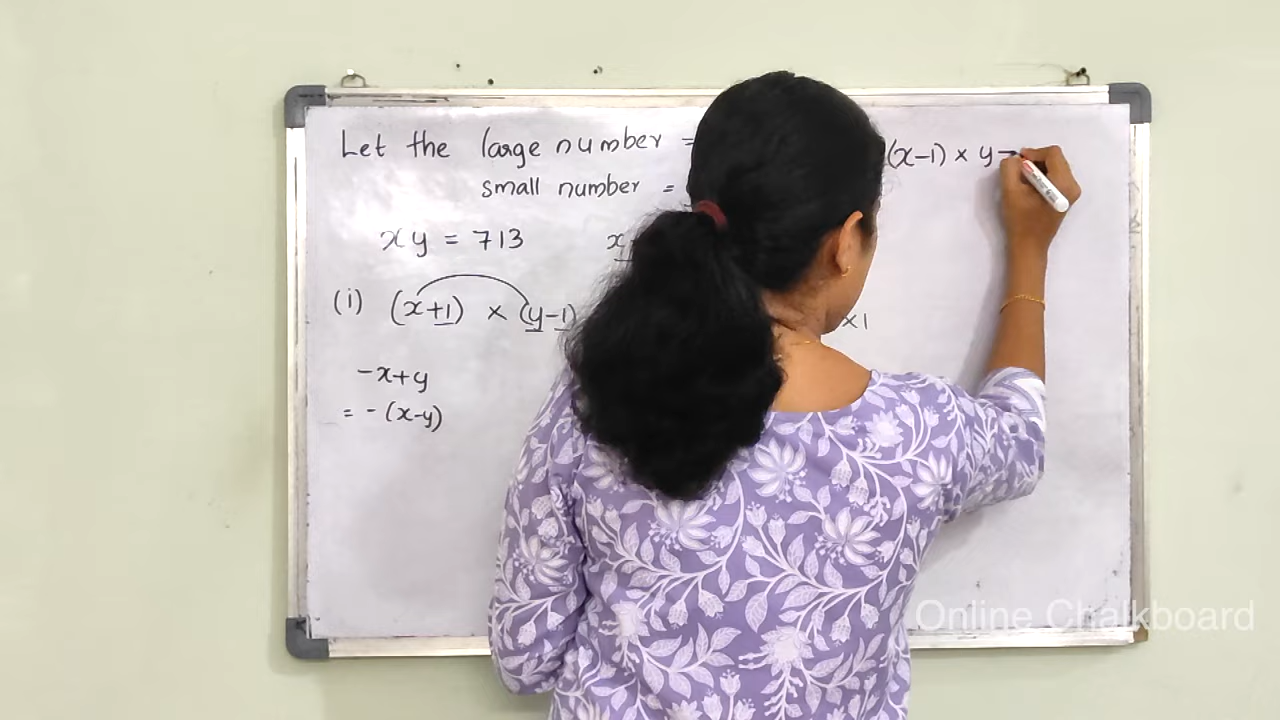 Let the large number =
small number =
xy = 713
(i) (x+1) × (y-1)
-x+y
= -(x-y)
(x-1) × y-
×1
Online Chalkboard